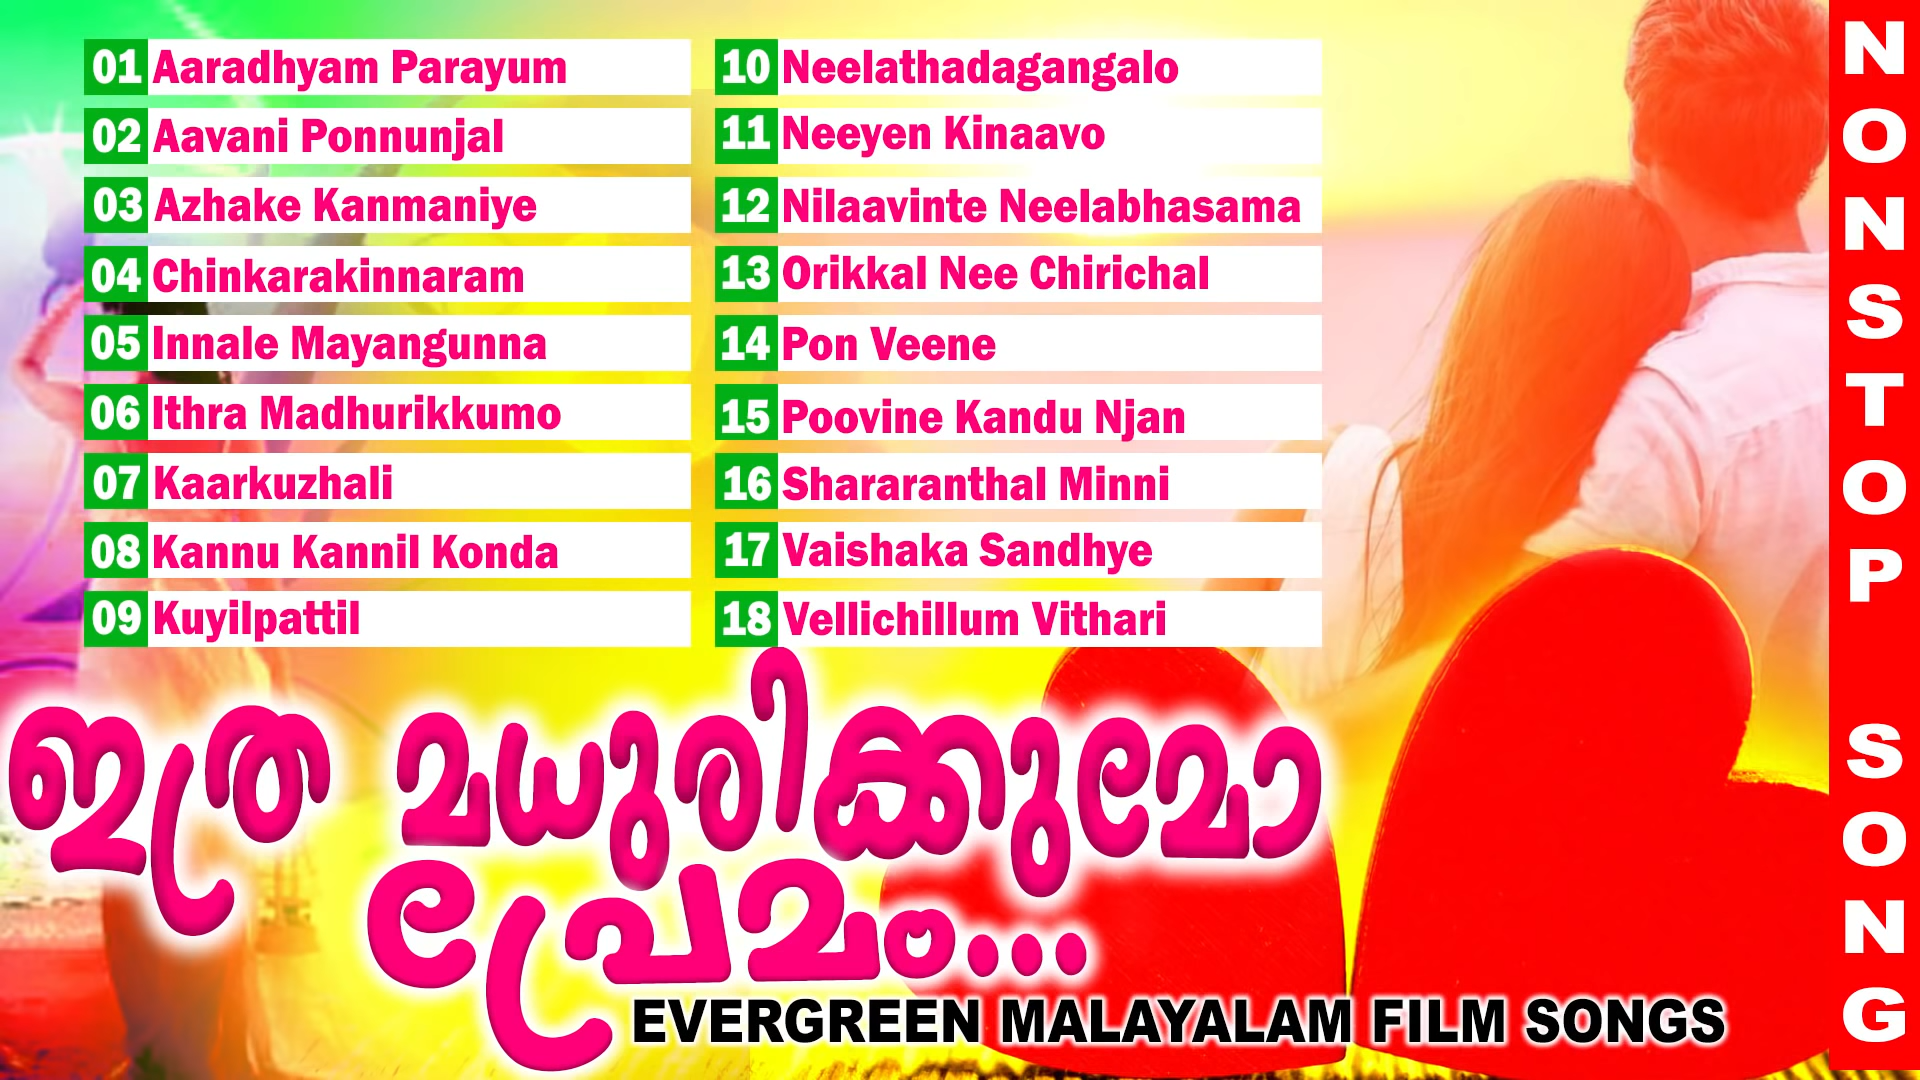 01 Aaradhyam Parayum
02 Aavani Ponnunjal
03 Azhake Kanmaniye
04 Chinkarakinnaram
05 Innale Mayangunna
06 Ithra Madhurikkumo
07 Kaarkuzhali
08 Kannu Kannil Konda
09 Kuyilpattil
10 Neelathadagangalo
11 Neeyen Kinaavo
12 Nilaavinte Neelabhasama
13 Orikkal Nee Chirichal
14 Pon Veene
15 Poovine Kandu Njan
16 Shararanthal Minni
17 Vaishaka Sandhye
18 Vellichillum Vithari
ഇത്ര മധുരിക്കുമോ
പ്രേമം...
EVERGREEN MALAYALAM FILM SONGS
NONSTOP SONG